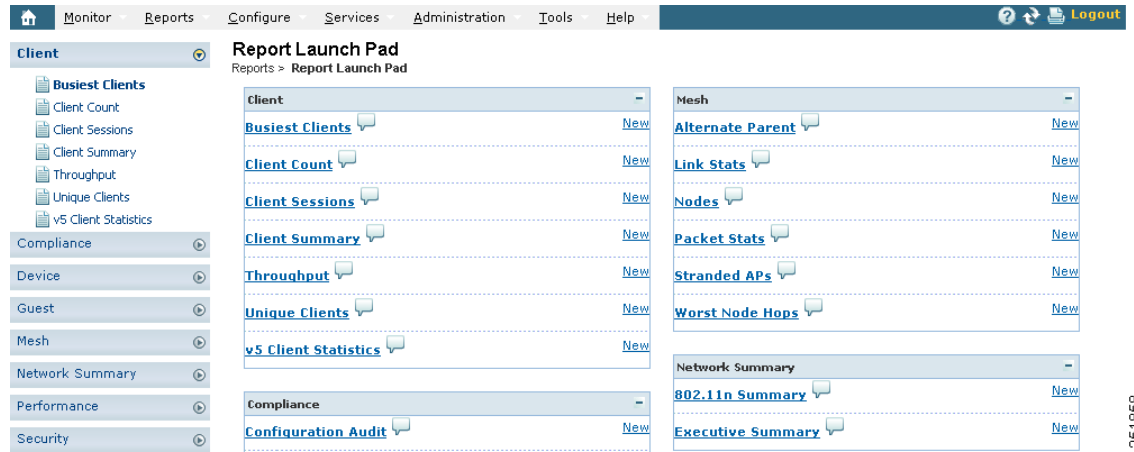 Monitor Reports Configure Services Administration Tools Help Logout
Client
Busiest Clients
Client Count
Client Sessions
Client Summary
Throughput
Unique Clients
v5 Client Statistics
Compliance
Device
Guest
Mesh
Network Summary
Performance
Security
Report Launch Pad
Reports > Report Launch Pad
Client
Busiest Clients New
Client Count New
Client Sessions New
Client Summary New
Throughput New
Unique Clients New
v5 Client Statistics New
Compliance
Configuration Audit New
Mesh
Alternate Parent New
Link Stats New
Nodes New
Packet Stats New
Stranded APs New
Worst Node Hops New
Network Summary
802.11n Summary New
Executive Summary New